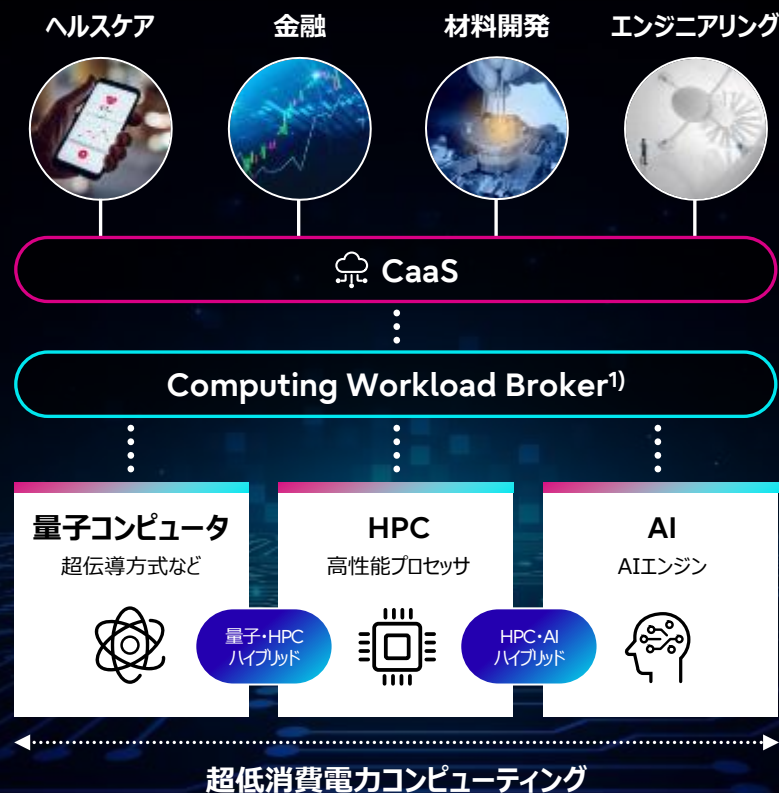 ヘルスケア 金融 材料開発 エンジニアリング
CaaS
Computing Workload Broker1)
量子コンピュータ HPC AI
超伝導方式など 高性能プロセッサ AIエンジン
量子・HPC HPC・AI
ハイブリッド ハイブリッド
超低消費電力コンピューティング